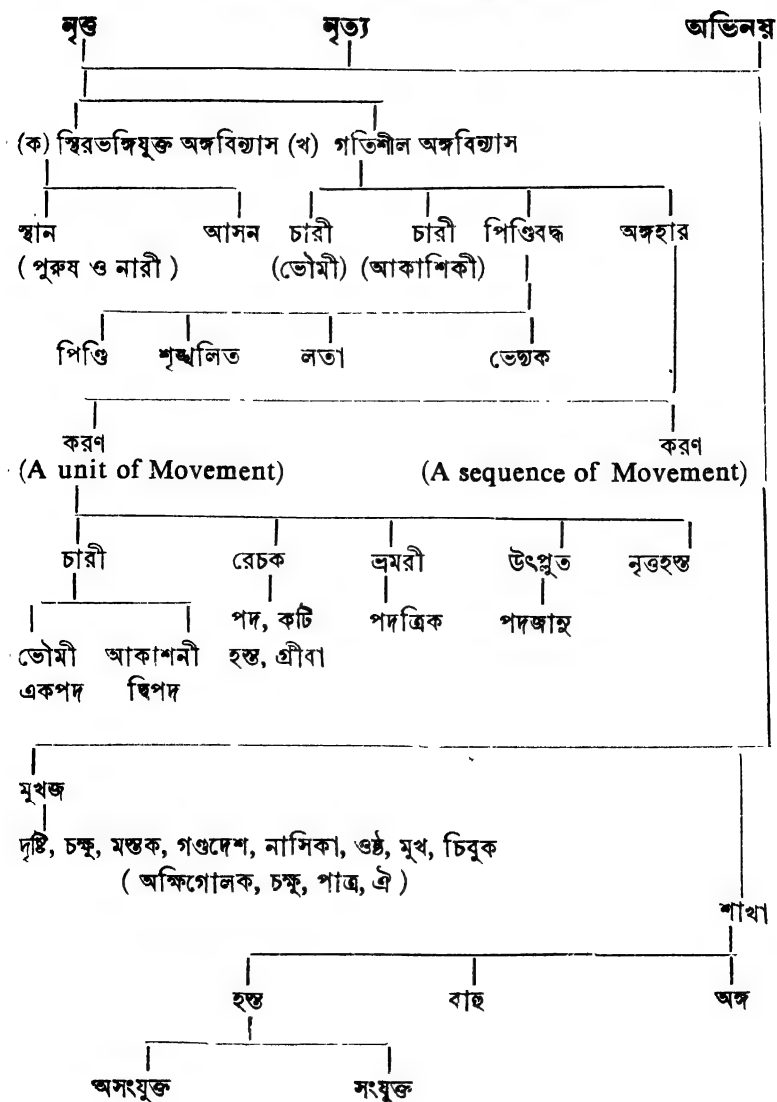 নৃত্ত নৃত্য অভিনয়
(ক) স্থিরভঙ্গিযুক্ত অঙ্গবিন্যাস (খ) গতিশীল অঙ্গবিন্যাস
স্থান আসন চারী চারী পিণ্ডিবদ্ধ অঙ্গহার
( পুরুষ ও নারী ) (ভৌমী) (আকাশিকী)
পিণ্ডি শৃঙ্খলিত লতা ভেদ্যক
করণ করণ
(A unit of Movement) (A sequence of Movement)
চারী রেচক ভ্রমরী উৎপ্লুত নৃত্তহস্ত
পদ, কটি পদত্রিক পদজানু
ভৌমী আকাশনী হস্ত, গ্রীবা
একপদ দ্বিপদ
মুখজ
দৃষ্টি, চক্ষু, মস্তক, গণ্ডদেশ, নাসিকা, ওষ্ঠ, মুখ, চিবুক
( অক্ষিগোলক, চক্ষু, পাত্র, ঐ )
শাখা
হস্ত বাহু অঙ্গ
অসংযুক্ত সংযুক্ত